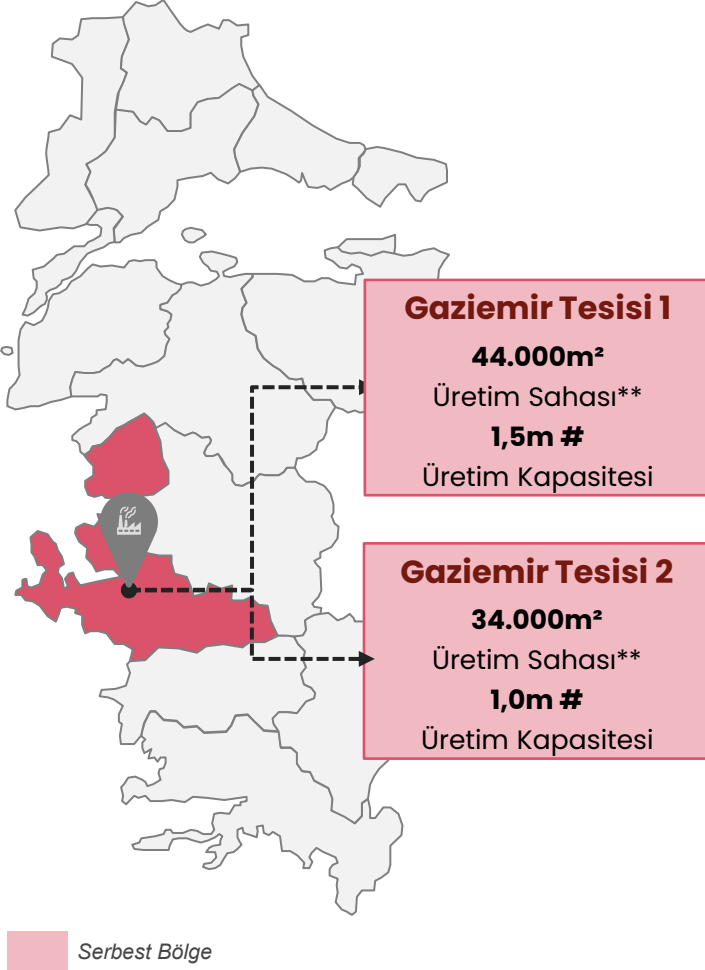 Gaziemir Tesisi 1
44.000m²
Üretim Sahası**
1,5m #
Üretim Kapasitesi
Gaziemir Tesisi 2
34.000m²
Üretim Sahası**
1,0m #
Üretim Kapasitesi
Serbest Bölge